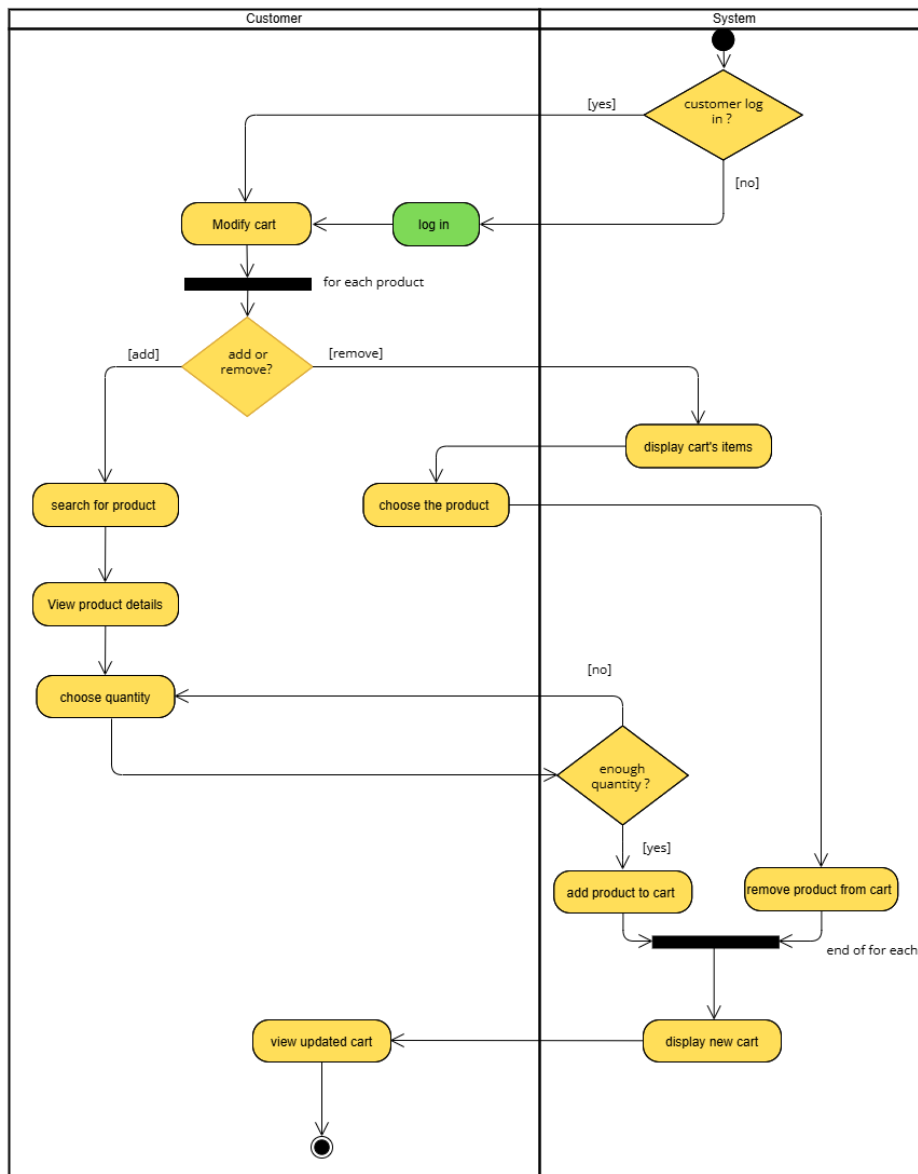 Customer
System
customer log
in ?
[yes]
[no]
Modify cart
log in
for each product
add or
remove?
[add]
[remove]
display cart's items
search for product
choose the product
View product details
choose quantity
[no]
enough
quantity ?
[yes]
add product to cart
remove product from cart
end of for each
view updated cart
display new cart